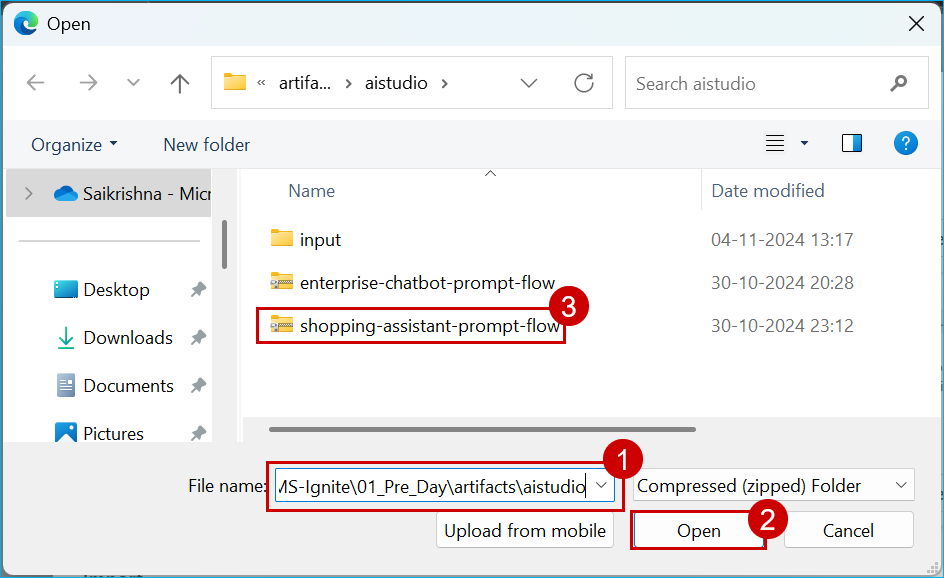 Open
« artifa... > aistudio >
Search aistudio
Organize
New folder
?
Saikrishna - Micr
Name
Date modified
input
04-11-2024 13:17
enterprise-chatbot-prompt-flow
30-10-2024 20:28
3
shopping-assistant-prompt-flow
30-10-2024 23:12
Desktop
Downloads
Documents
Pictures
1
File name:
MS-Ignite\01_Pre_Day\artifacts\aistudio
Compressed (zipped) Folder
2
Upload from mobile
Open
Cancel